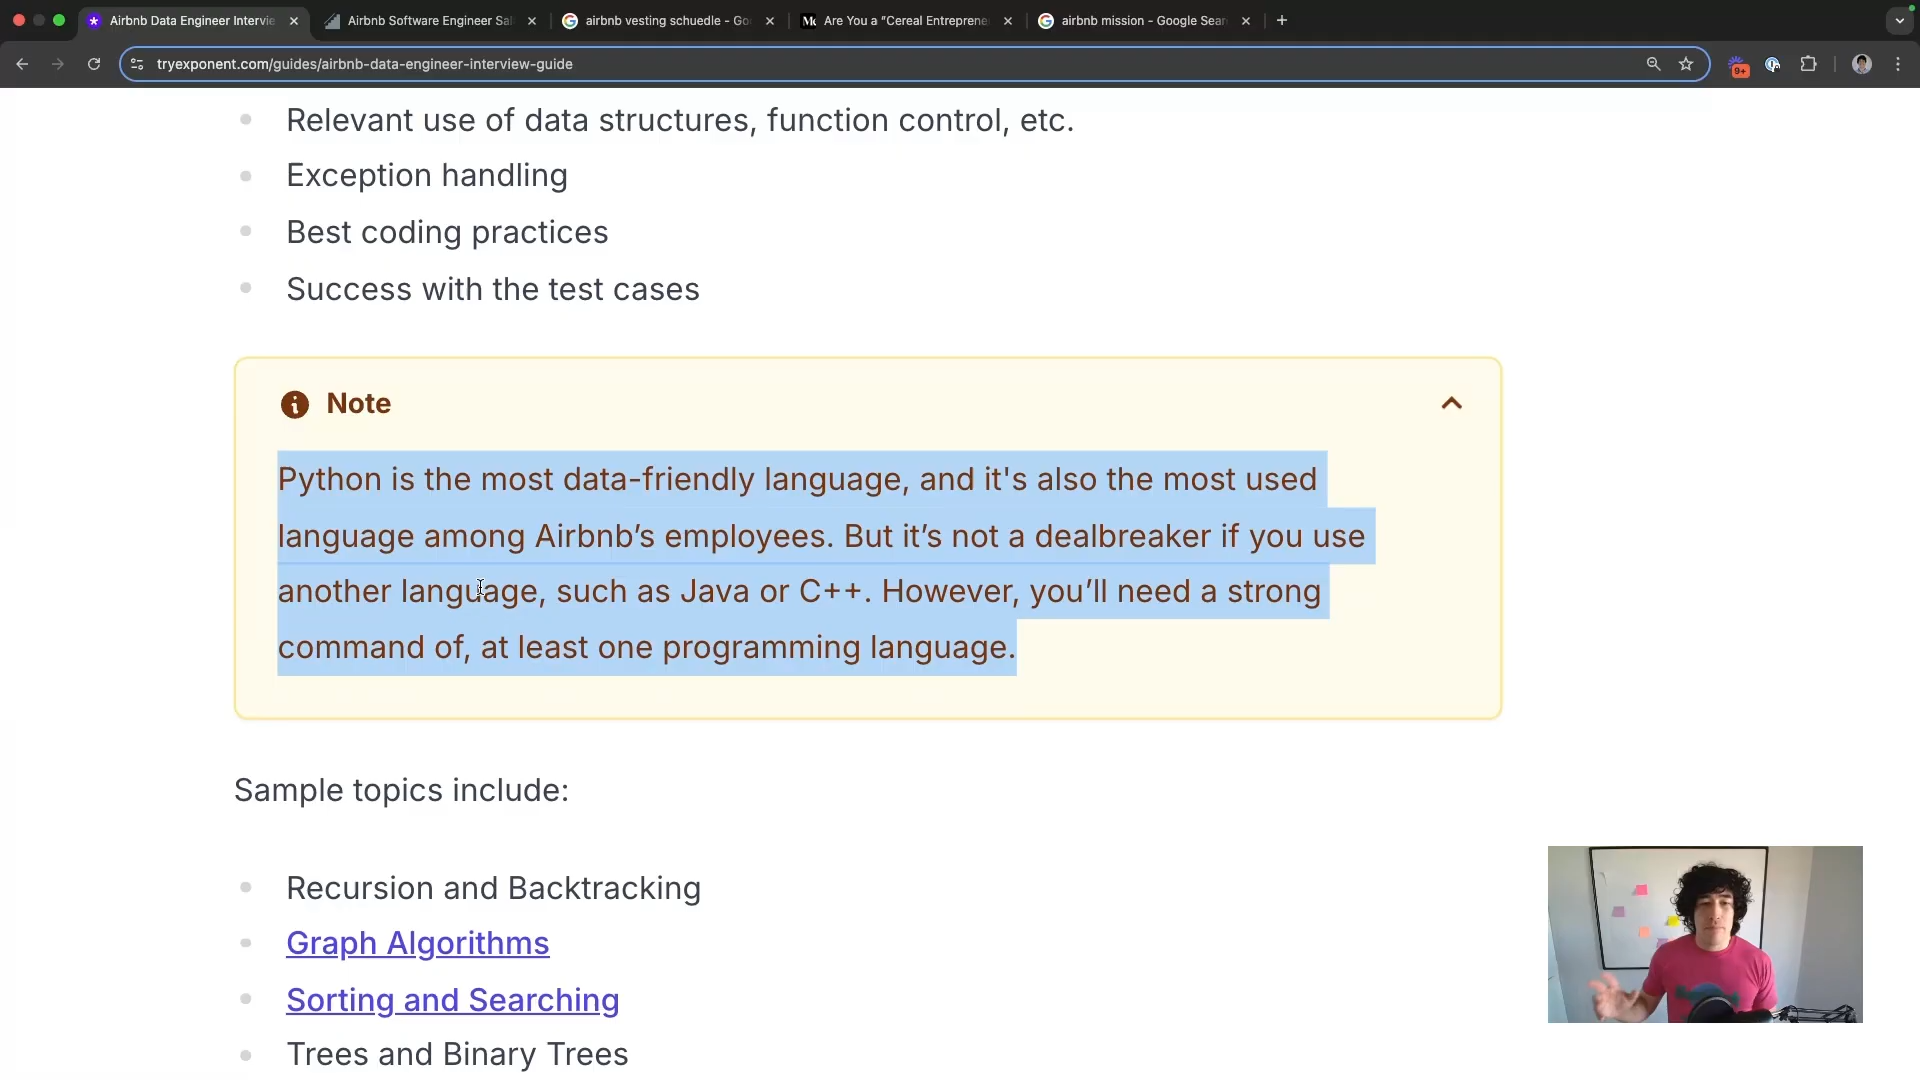 Airbnb Data Engineer Intervie
Airbnb Software Engineer Sal
airbnb vesting schuedle - Goo
Are You a "Cereal Entreprene
airbnb mission - Google Sear
tryexponent.com/guides/airbnb-data-engineer-interview-guide
9+
Relevant use of data structures, function control, etc.
Exception handling
Best coding practices
Success with the test cases
Note
Python is the most data-friendly language, and it's also the most used
language among Airbnb’s employees. But it’s not a dealbreaker if you use
another language, such as Java or C++. However, you’ll need a strong
command of, at least one programming language.
Sample topics include:
Recursion and Backtracking
Graph Algorithms
Sorting and Searching
Trees and Binary Trees